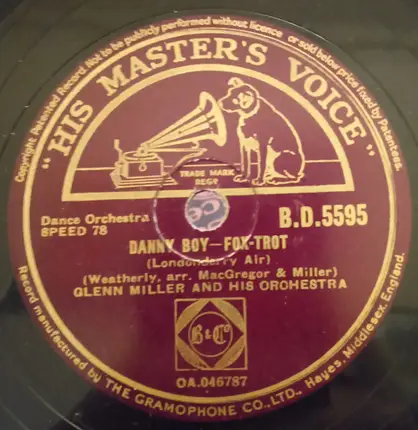 Copyright Patented Record. Not to be publicly performed without licence or sold below price fixed by Patentees.
"HIS MASTER'S VOICE"
TRADE MARK
REGD
Dance Orchestra
SPEED 78
B.D.5595
DANNY BOY—FOX-TROT
(Londonderry Air)
(Weatherly, arr. MacGregor & Miller)
GLENN MILLER AND HIS ORCHESTRA
B & Co
OA.046787
Record manufactured by THE GRAMOPHONE CO., LTD., Hayes, Middlesex, England.